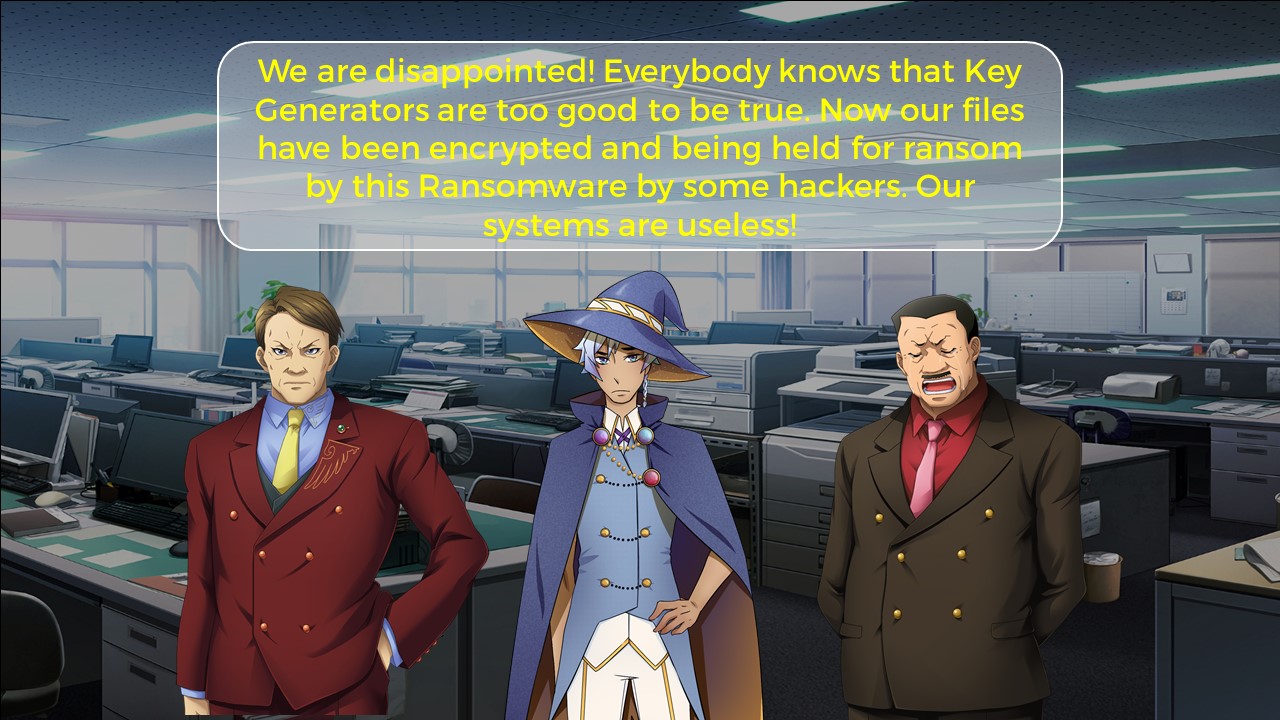 We are disappointed! Everybody knows that Key
Generators are too good to be true. Now our files
have been encrypted and being held for ransom
by this Ransomware by some hackers. Our
systems are useless!